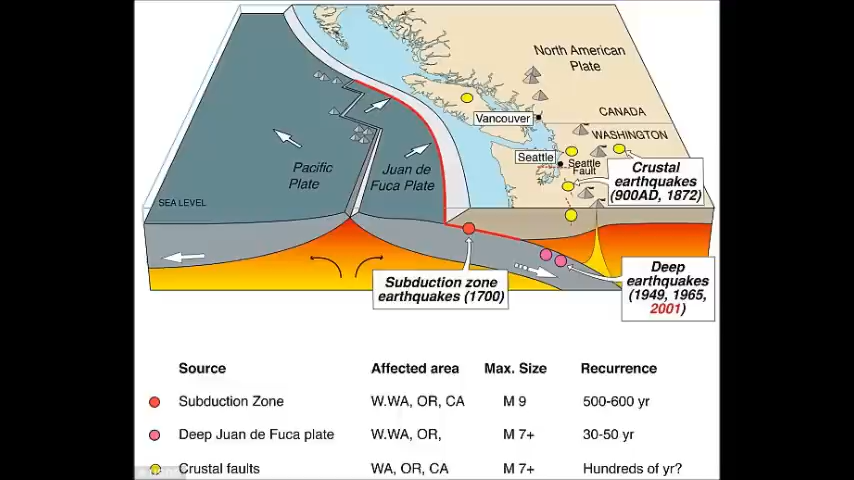 North American
Plate
CANADA
Vancouver
WASHINGTON
Seattle
Seattle
Fault
Crustal
earthquakes
(900AD, 1872)
Pacific
Plate
Juan de
Fuca Plate
SEA LEVEL
Subduction zone
earthquakes (1700)
Deep
earthquakes
(1949, 1965,
2001)
Source Affected area Max. Size Recurrence
Subduction Zone W.WA, OR, CA M 9 500-600 yr
Deep Juan de Fuca plate W.WA, OR, M 7+ 30-50 yr
Crustal faults WA, OR, CA M 7+ Hundreds of yr?